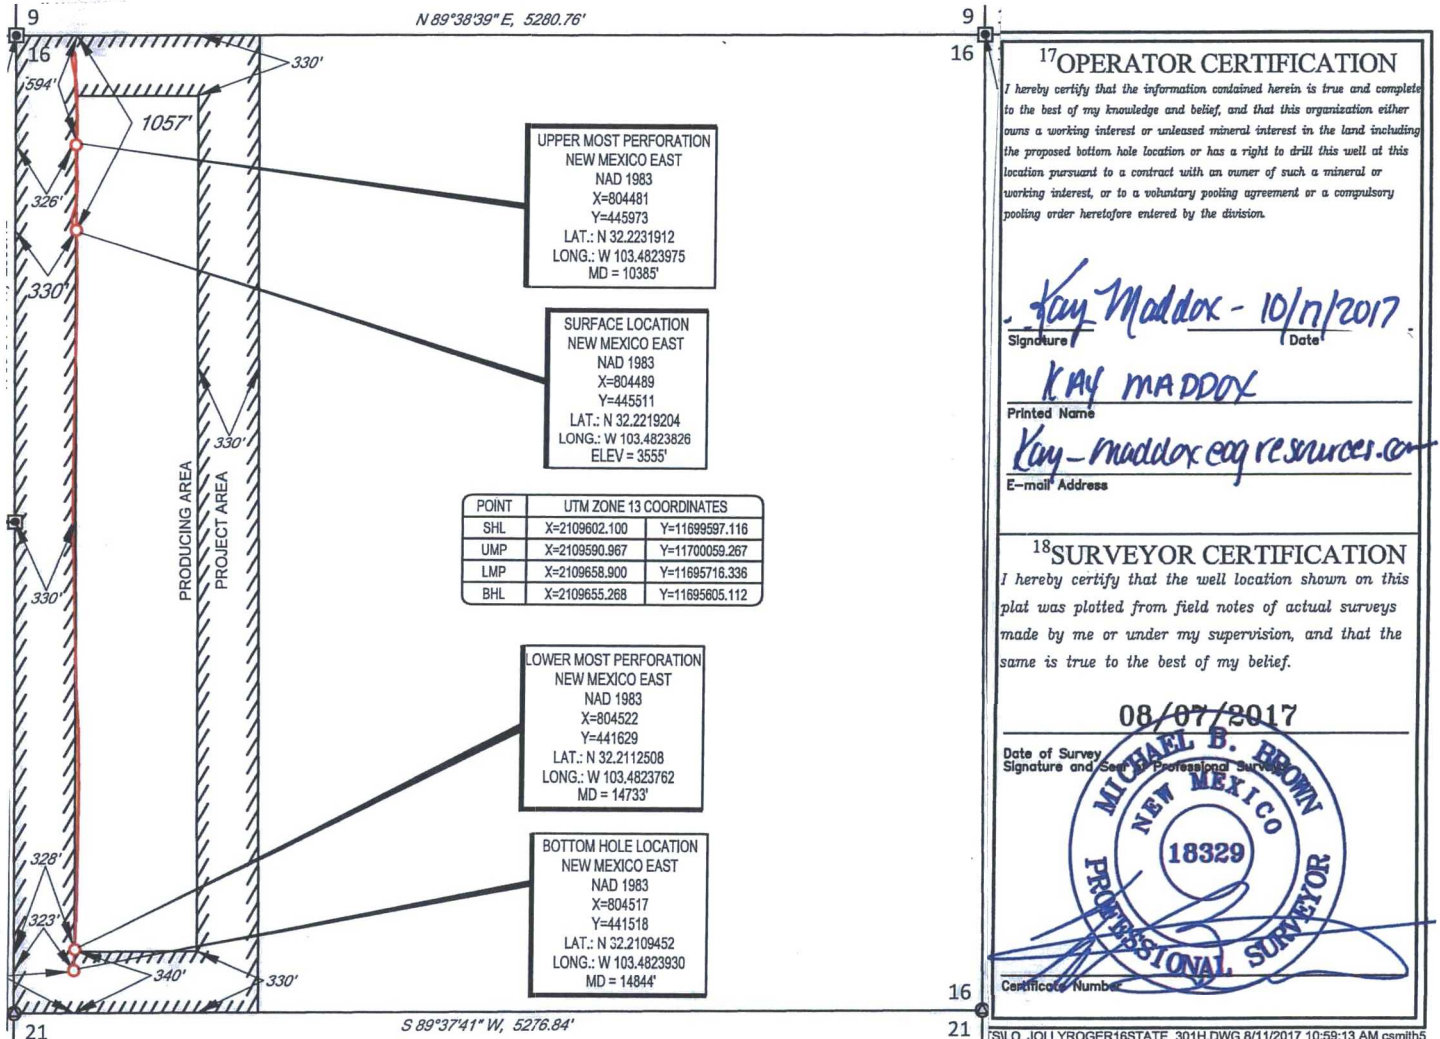 9
N 89°38'39" E, 5280.76'
9
16
16
330'
594'
1057'
326'
330'
UPPER MOST PERFORATION
NEW MEXICO EAST
NAD 1983
X=804481
Y=445973
LAT.: N 32.2231912
LONG.: W 103.4823975
MD = 10385'
SURFACE LOCATION
NEW MEXICO EAST
NAD 1983
X=804489
Y=445511
LAT.: N 32.2219204
LONG.: W 103.4823826
ELEV = 3555'
330'
PRODUCING AREA
PROJECT AREA
POINT UTM ZONE 13 COORDINATES
SHL X=2109602.100 Y=11699597.116
UMP X=2109590.967 Y=11700059.267
LMP X=2109658.900 Y=11695716.336
BHL X=2109655.268 Y=11695605.112
330'
LOWER MOST PERFORATION
NEW MEXICO EAST
NAD 1983
X=804522
Y=441629
LAT.: N 32.2112508
LONG.: W 103.4823762
MD = 14733'
BOTTOM HOLE LOCATION
NEW MEXICO EAST
NAD 1983
X=804517
Y=441518
LAT.: N 32.2109452
LONG.: W 103.4823930
MD = 14844'
328'
323'
340'
330'
16
21
S 89°37'41" W, 5276.84'
21
17OPERATOR CERTIFICATION
I hereby certify that the information contained herein is true and complete
to the best of my knowledge and belief, and that this organization either
owns a working interest or unleased mineral interest in the land including
the proposed bottom hole location or has a right to drill this well at this
location pursuant to a contract with an owner of such a mineral or
working interest, or to a voluntary pooling agreement or a compulsory
pooling order heretofore entered by the division.
Kay Maddox - 10/17/2017
Signature Date
KAY MADDOX
Printed Name
Kay-maddoxeogresources.com
E-mail Address
18SURVEYOR CERTIFICATION
I hereby certify that the well location shown on this
plat was plotted from field notes of actual surveys
made by me or under my supervision, and that the
same is true to the best of my belief.
08/07/2017
Date of Survey
Signature and Seal of Professional Surveyor
MICHAEL B. BROWN
NEW MEXICO
18329
PROFESSIONAL SURVEYOR
Certificate Number
JOLLYROGER16STATE_301H.DWG 8/11/2017 10:59:13 AM csmith5